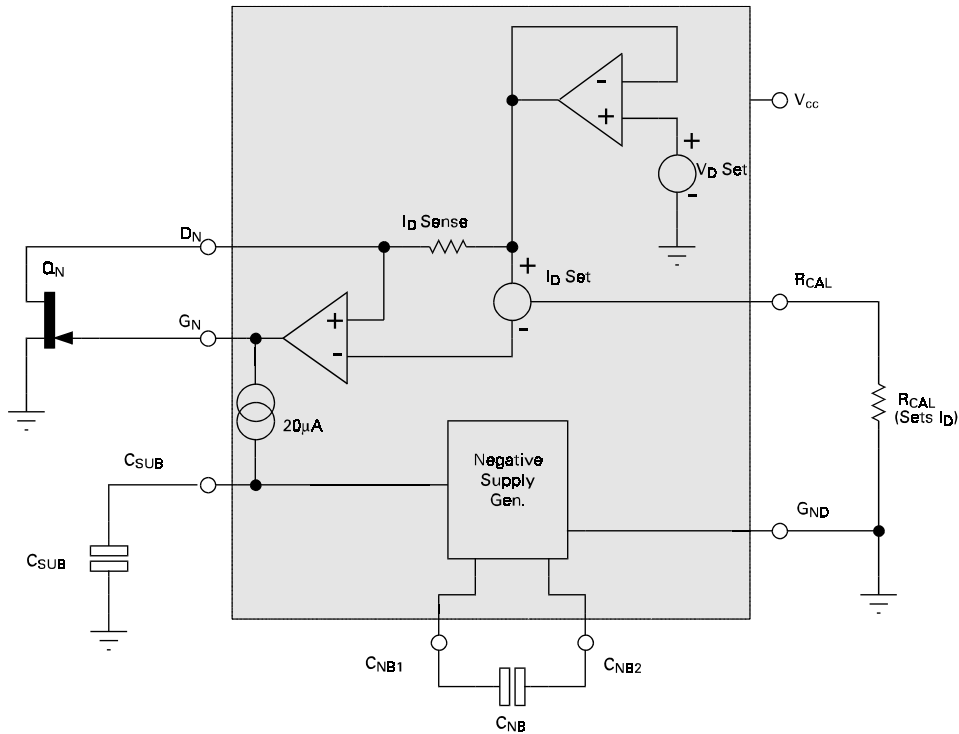 -
+
Vcc
+
VD Set
-
ID Sense
DN
+
ID Set
QN
RCAL
GN
+
-
-
RCAL
(Sets ID)
20µA
CSUB
Negative
Supply
Gen.
GND
CSUB
CNB1
CNB2
CNB